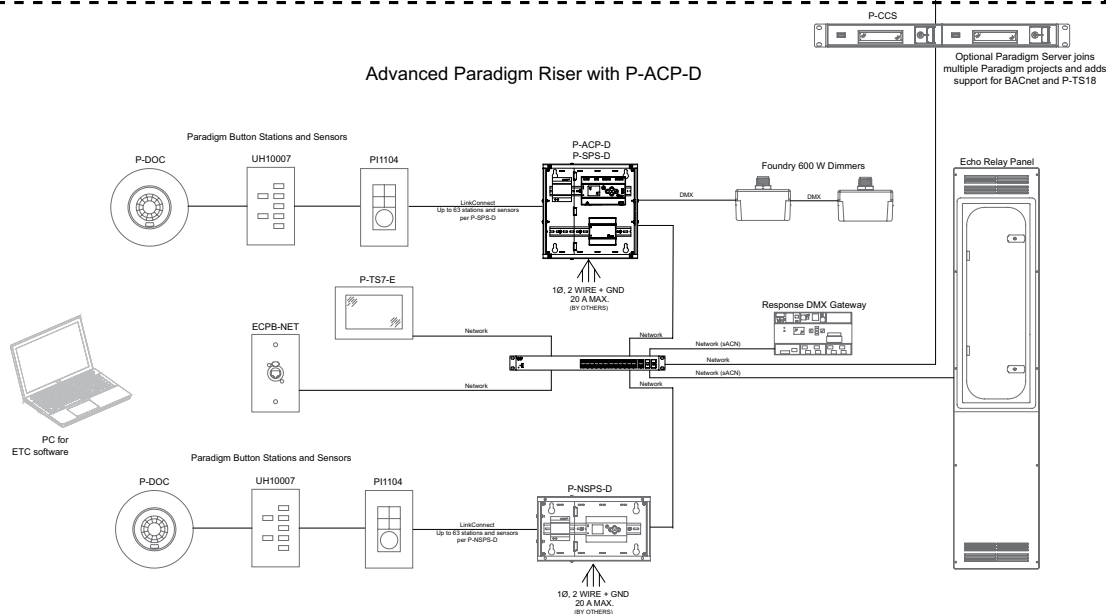 P-CCS
Optional Paradigm Server joins
multiple Paradigm projects and adds
support for BACnet and P-TS18
Advanced Paradigm Riser with P-ACP-D
Paradigm Button Stations and Sensors
P-DOC
UH10007
PI1104
LinkConnect
Up to 63 stations and sensors
per P-SPS-D
P-ACP-D
P-SPS-D
1Ø, 2 WIRE + GND
20 A MAX.
(BY OTHERS)
DMX
Foundry 600 W Dimmers
DMX
Echo Relay Panel
P-TS7-E
Network
Network
Response DMX Gateway
Network (sACN)
Network
Network (sACN)
ECPB-NET
Network
Network
PC for
ETC software
Paradigm Button Stations and Sensors
P-DOC
UH10007
PI1104
LinkConnect
Up to 63 stations and sensors
per P-NSPS-D
P-NSPS-D
1Ø, 2 WIRE + GND
20 A MAX.
(BY OTHERS)